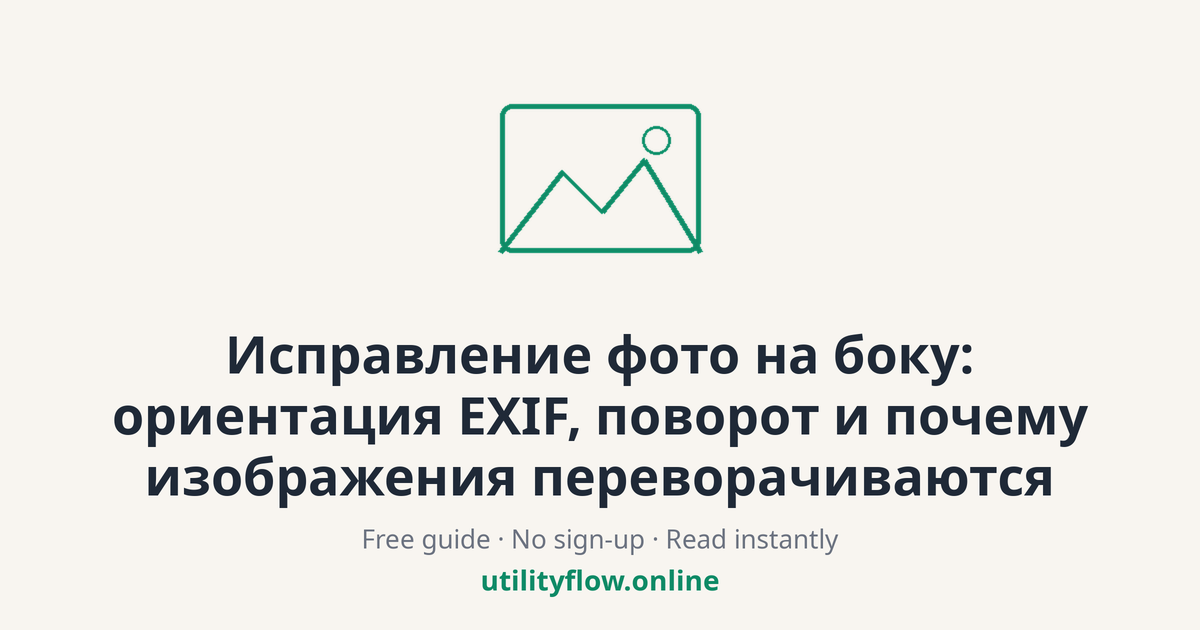 Исправление фото на боку:
ориентация EXIF, поворот и почему
изображения переворачиваются
Free guide · No sign-up · Read instantly
utilityflow.online